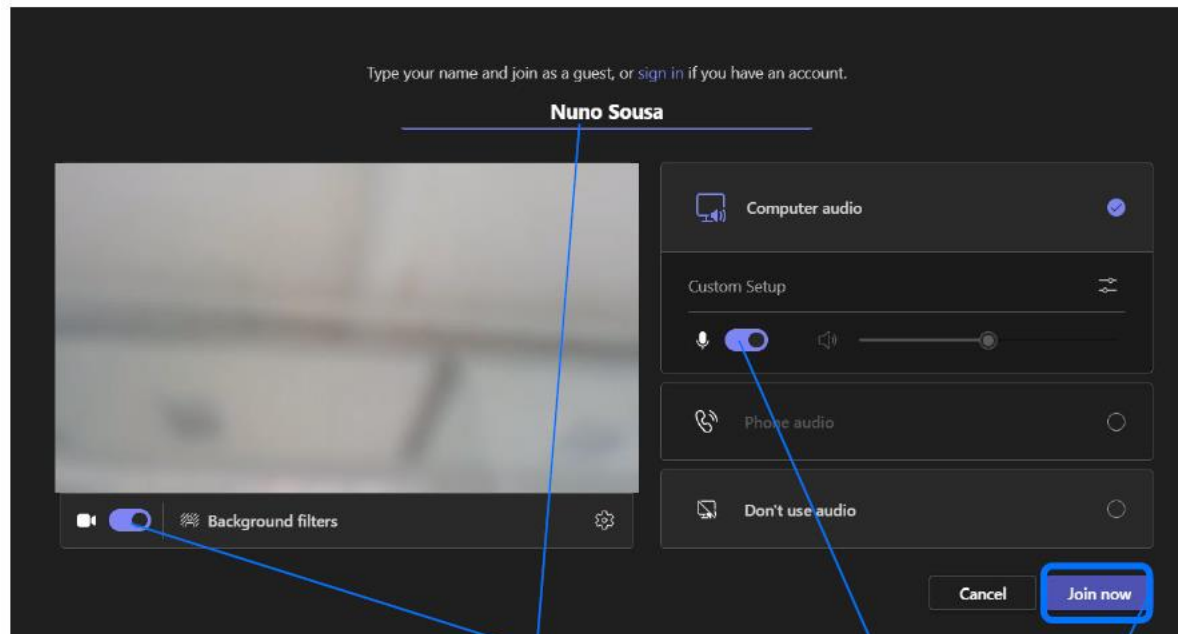 Type your name and join as a guest, or sign in if you have an account.
Nuno Sousa
Computer audio
Custom Setup
Phone audio
Background filters
Don't use audio
Cancel
Join now